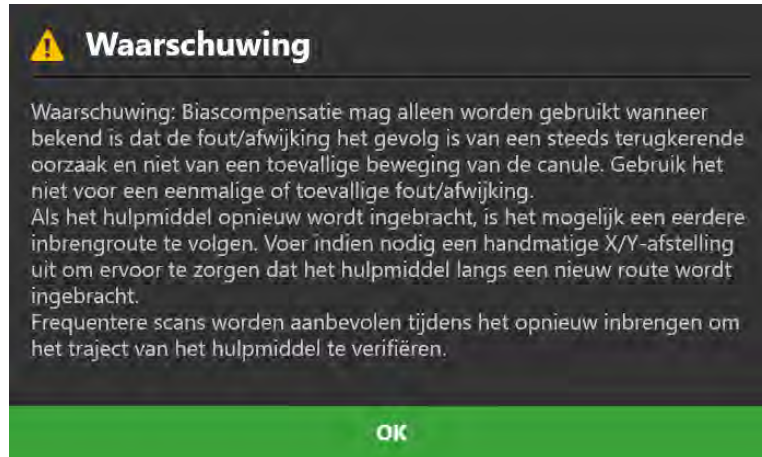 Waarschuwing
Waarschuwing: Biascompensatie mag alleen worden gebruikt wanneer
bekend is dat de fout/afwijking het gevolg is van een steeds terugkerende
oorzaak en niet van een toevallige beweging van de canule. Gebruik het
niet voor een eenmalige of toevallige fout/afwijking.
Als het hulpmiddel opnieuw wordt ingebracht, is het mogelijk een eerdere
inbrengroute te volgen. Voer indien nodig een handmatige X/Y-afstelling
uit om ervoor te zorgen dat het hulpmiddel langs een nieuw route wordt
ingebracht.
Frequentere scans worden aanbevolen tijdens het opnieuw inbrengen om
het traject van het hulpmiddel te verifiëren.
OK